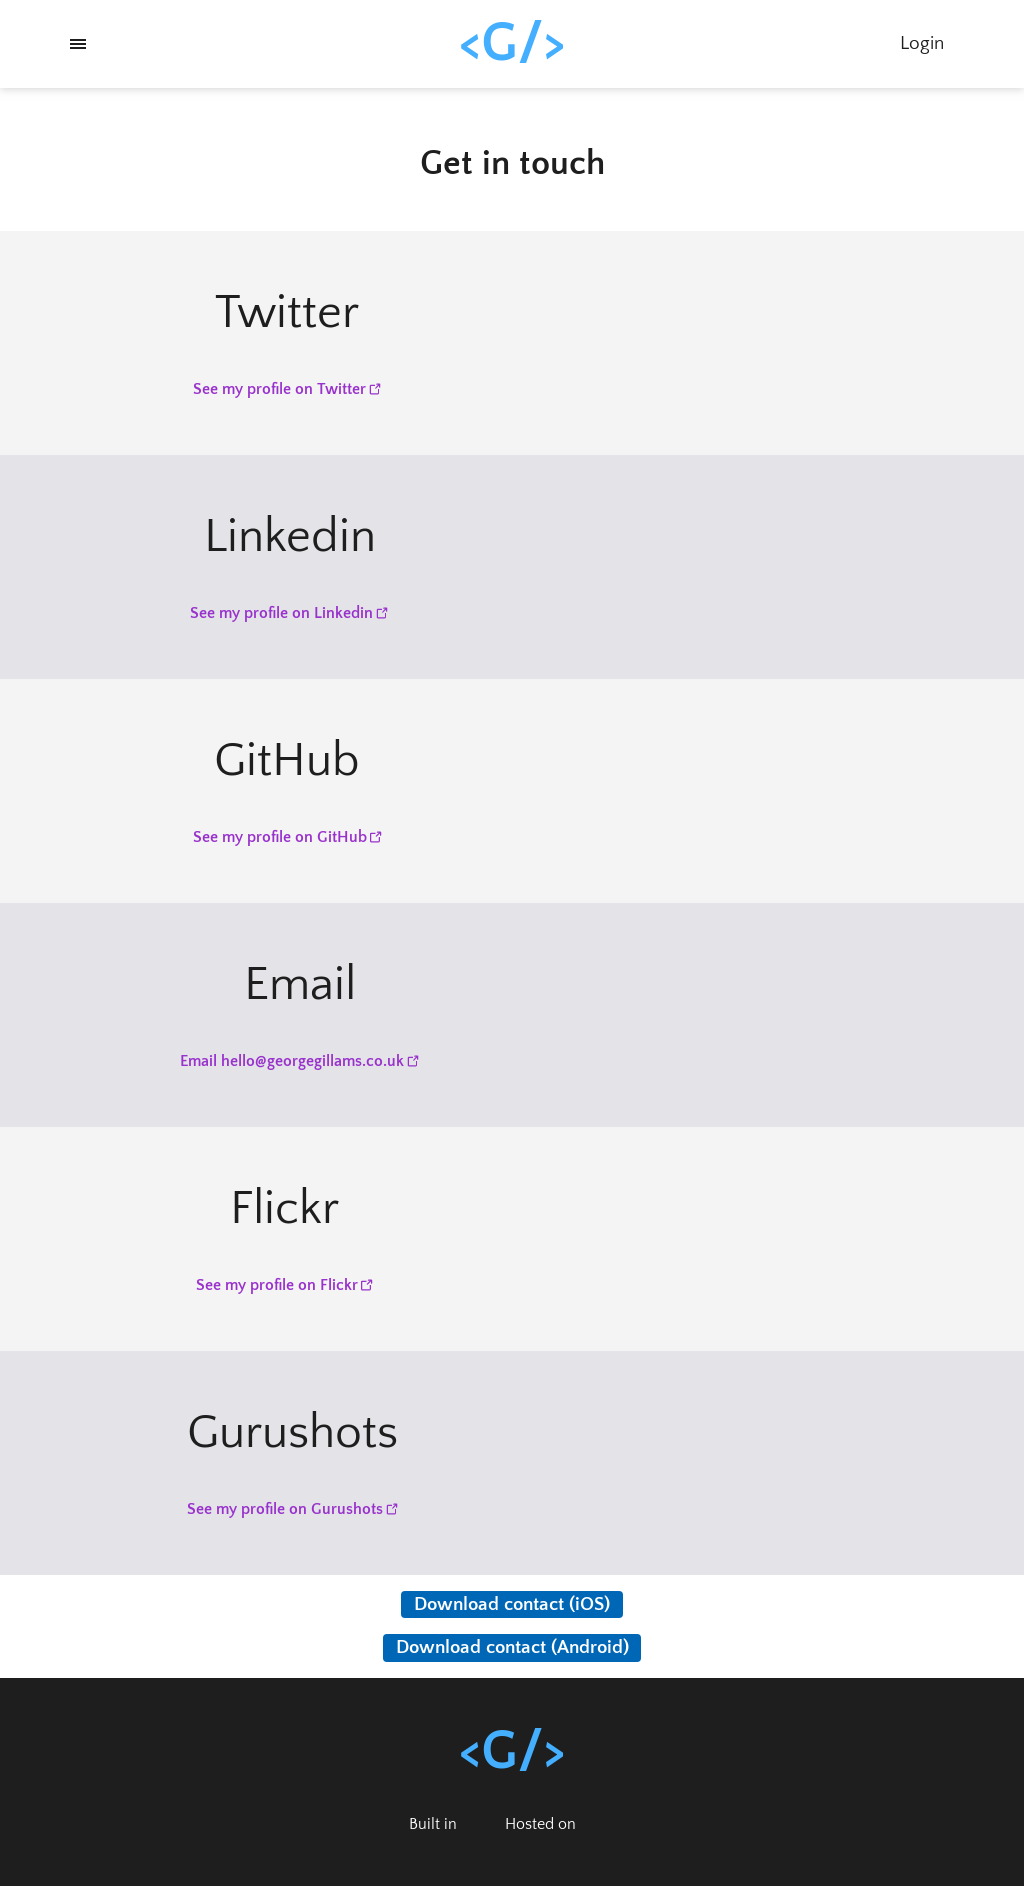 <G/>
Login
Get in touch
Twitter
See my profile on Twitter
Linkedin
See my profile on Linkedin
GitHub
See my profile on GitHub
Email
Email hello@georgegillams.co.uk
Flickr
See my profile on Flickr
Gurushots
See my profile on Gurushots
Download contact (iOS)
Download contact (Android)
<G/>
Built in Hosted on